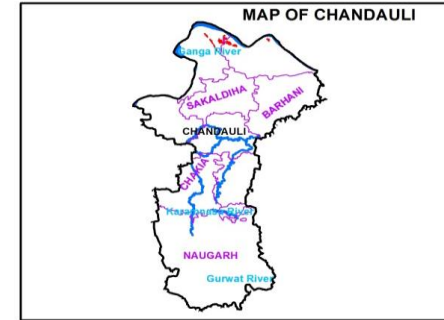 MAP OF CHANDAULI
Ganga River
SAKALDIHA
BARHANI
CHANDAULI
CHAKIA
Karamnasa River
NAUGARH
Gurwat River